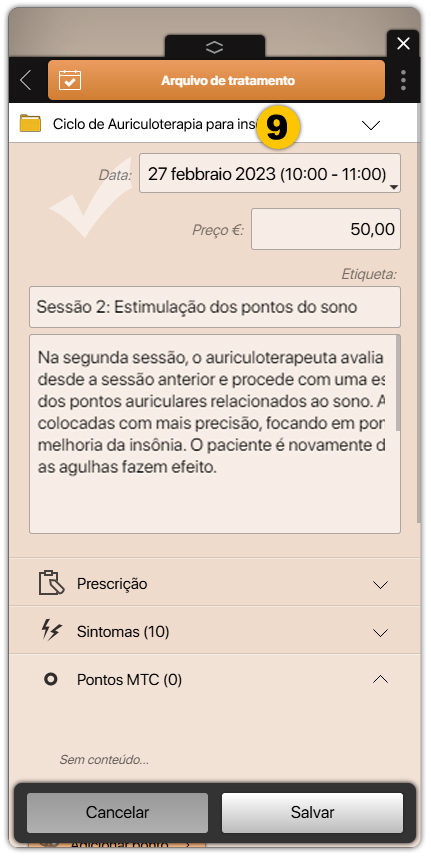 Arquivo de tratamento
Ciclo de Auriculoterapia para
9
Data:
27 febbraio 2023 (10:00 - 11:00)
Preço €:
50,00
Etiqueta:
Sessão 2: Estimulação dos pontos do sono
Na segunda sessão, o auriculoterapeuta avalia
desde a sessão anterior e procede com uma es
dos pontos auriculares relacionados ao sono. A
colocadas com mais precisão, focando em pon
melhoria da insônia. O paciente é novamente d
as agulhas fazem efeito.
Prescrição
Sintomas (10)
Pontos MTC (0)
Sem conteúdo...
Cancelar
Salvar
Adicionar ponto